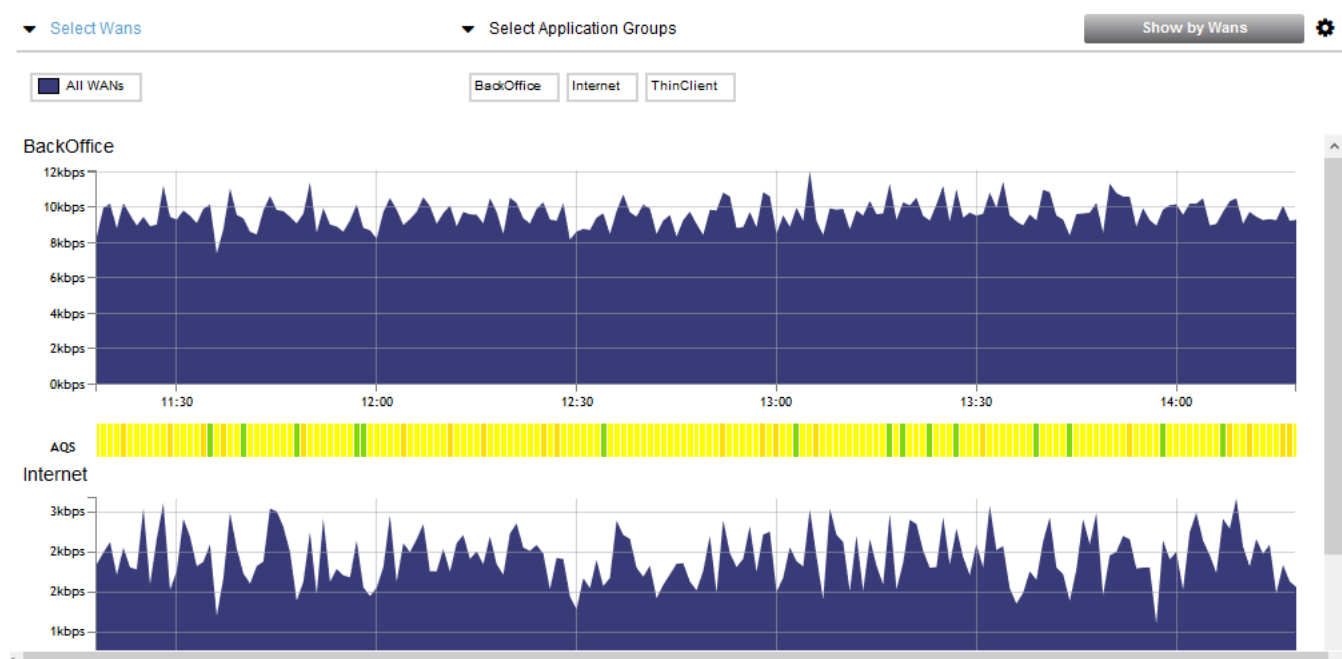 Select Wans
Select Application Groups
Show by Wans
All WANs
BackOffice
Internet
ThinClient
BackOffice
12kbps
10kbps
8kbps
6kbps
4kbps
2kbps
0kbps
11:30
12:00
12:30
13:00
13:30
14:00
AQS
Internet
3kbps
2kbps
2kbps
1kbps